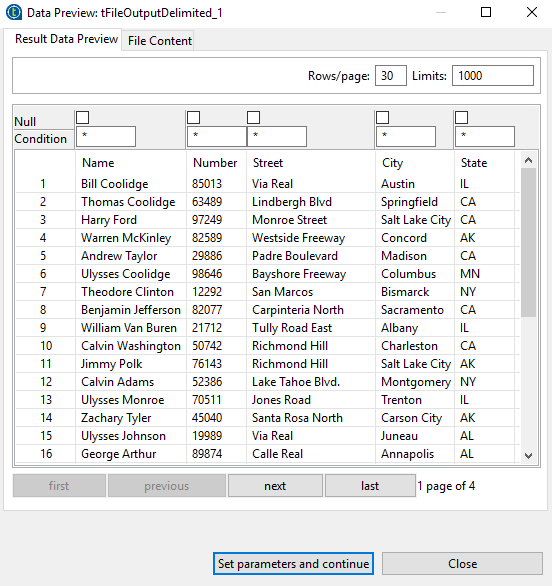 Data Preview: tFileOutputDelimited_1
Result Data Preview File Content
Rows/page: 30 Limits: 1000
Null
Condition * * * * *
Name Number Street City State
1 Bill Coolidge 85013 Via Real Austin IL
2 Thomas Coolidge 63489 Lindbergh Blvd Springfield CA
3 Harry Ford 97249 Monroe Street Salt Lake City CA
4 Warren McKinley 82589 Westside Freeway Concord AK
5 Andrew Taylor 29886 Padre Boulevard Madison CA
6 Ulysses Coolidge 98646 Bayshore Freeway Columbus MN
7 Theodore Clinton 12292 San Marcos Bismarck NY
8 Benjamin Jefferson 82077 Carpinteria North Sacramento CA
9 William Van Buren 21712 Tully Road East Albany IL
10 Calvin Washington 50742 Richmond Hill Charleston CA
11 Jimmy Polk 76143 Richmond Hill Salt Lake City AK
12 Calvin Adams 52386 Lake Tahoe Blvd. Montgomery NY
13 Ulysses Monroe 70511 Jones Road Trenton IL
14 Zachary Tyler 45040 Santa Rosa North Carson City AK
15 Ulysses Johnson 19989 Via Real Juneau AL
16 George Arthur 89874 Calle Real Annapolis AL
first previous next last 1 page of 4
Set parameters and continue Close